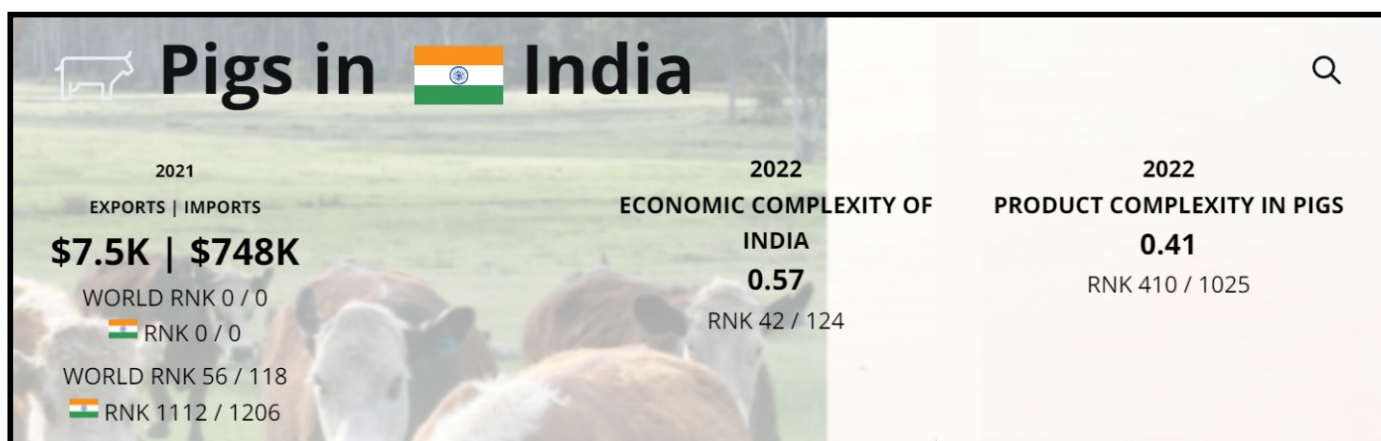 Pigs in India
2021
EXPORTS | IMPORTS
$7.5K | $748K
WORLD RNK 0 / 0
RNK 0 / 0
WORLD RNK 56 / 118
RNK 1112 / 1206
2022
ECONOMIC COMPLEXITY OF
INDIA
0.57
RNK 42 / 124
2022
PRODUCT COMPLEXITY IN PIGS
0.41
RNK 410 / 1025